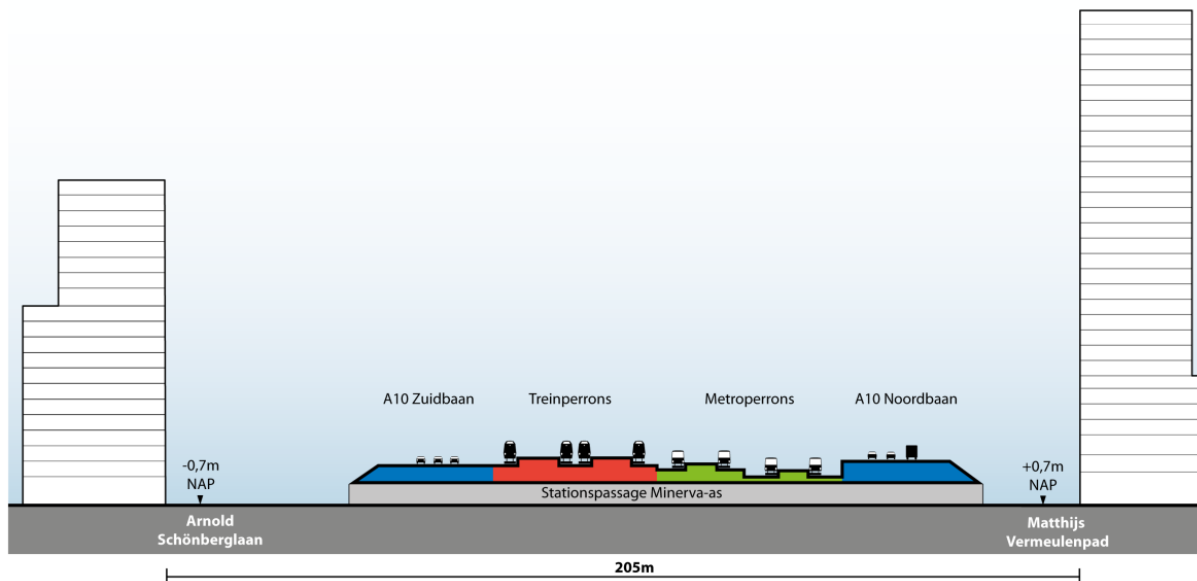 A10 Zuidbaan
Treinperrons
Metroperrons
A10 Noordbaan
-0,7m
NAP
+0,7m
NAP
Stationspassage Minerva-as
Arnold
Schönberglaan
Matthijs
Vermeulenpad
205m